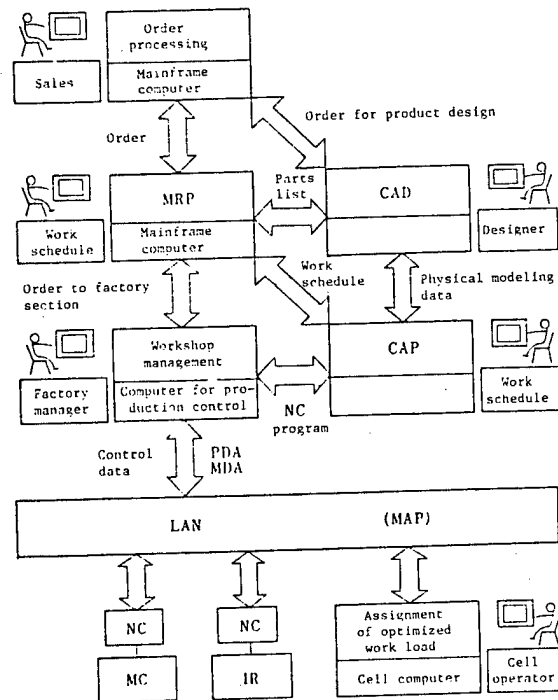 Order
processing
Mainframe
computer
Sales
Order
Order for product design
MRP
Mainframe
computer
Work
schedule
Parts
list
CAD
Designer
Order to factory
section
Work
schedule
Physical modeling
data
Workshop
management
Computer for pro-
duction control
Factory
manager
NC
program
CAP
Work
schedule
Control
data
PDA
MDA
LAN
(MAP)
NC
MC
NC
IR
Assignment
of optimized
work load
Cell computer
Cell
operator